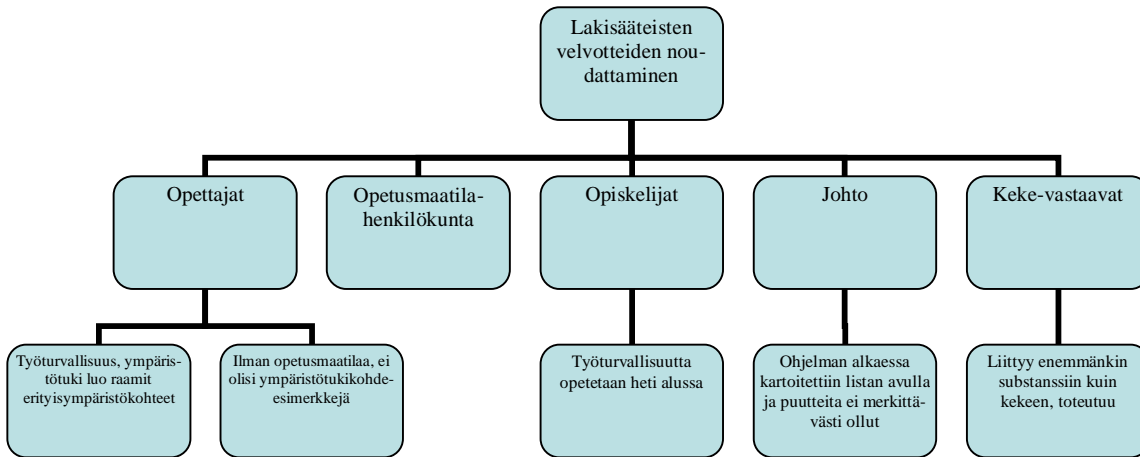 Lakisääteisten
velvotteiden nou-
dattaminen
Opettajat
Opetusmaatila-
henkilökunta
Opiskelijat
Johto
Keke-vastaavat
Työturvallisuus, ympäris-
tötuki luo raamit
erityisympäristökohteet
Ilman opetusmaatilaa, ei
olisi ympäristötukikohde-
esimerkkejä
Työturvallisuutta
opetetaan heti alussa
Ohjelman alkaessa
kartoitettiin listan avulla
ja puutteita ei merkittä-
västi ollut
Liittyy enemmänkin
substanssiin kuin
kekeen, toteutuu